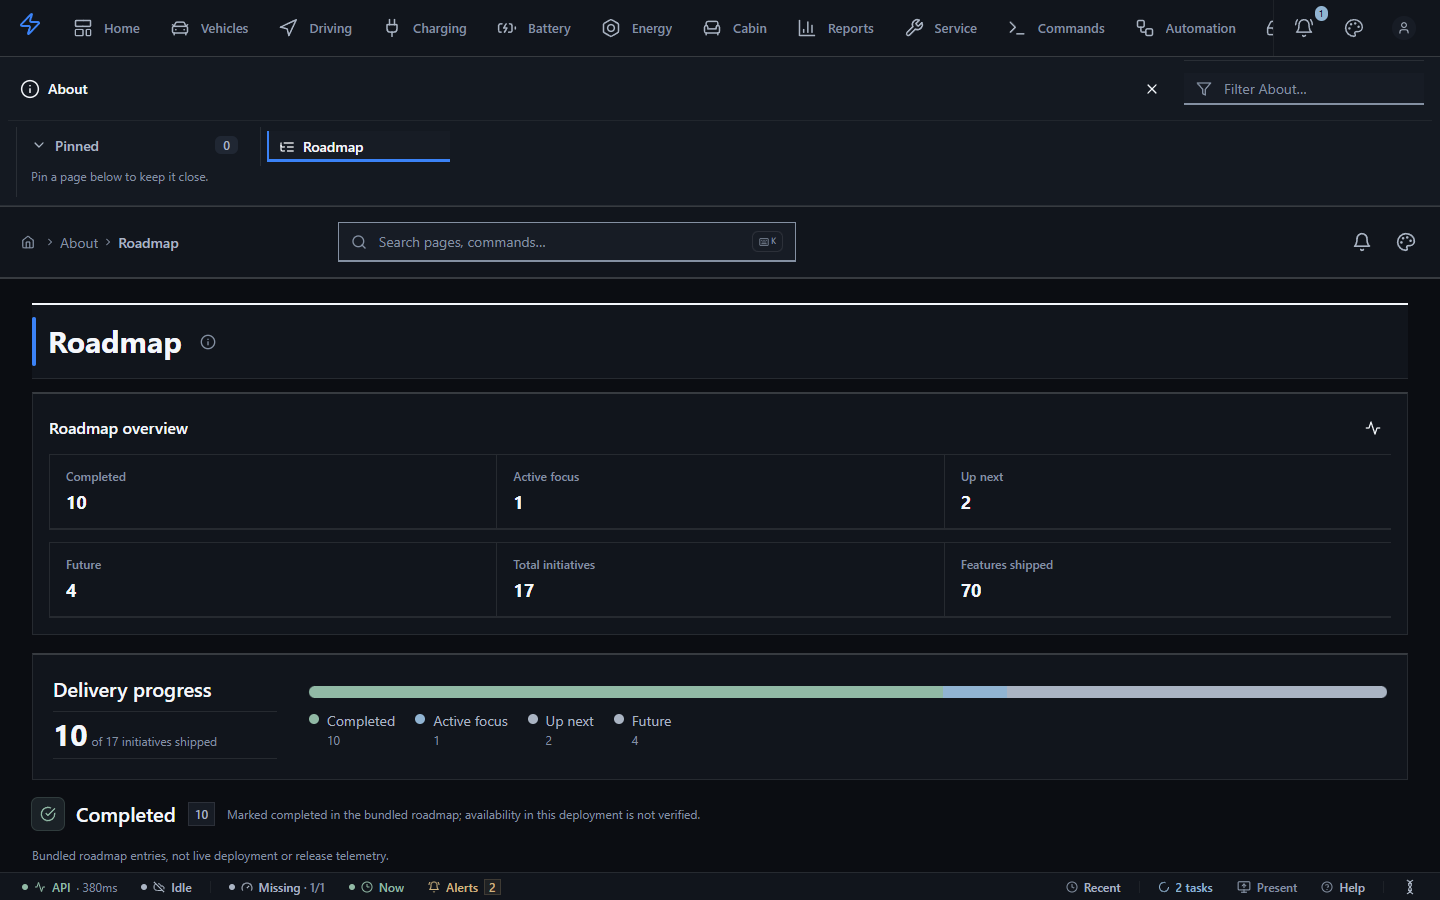 Home Vehicles Driving Charging Battery Energy Cabin Reports Service Commands Automation 1
About
Filter About...
Pinned 0
Roadmap
Pin a page below to keep it close.
About Roadmap
Search pages, commands...
K
Roadmap
Roadmap overview
Completed Active focus Up next
10 1 2
Future Total initiatives Features shipped
4 17 70
Delivery progress
10 of 17 initiatives shipped
Completed Active focus Up next Future
10 1 2 4
Completed 10 Marked completed in the bundled roadmap; availability in this deployment is not verified.
Bundled roadmap entries, not live deployment or release telemetry.
API · 380ms Idle Missing · 1/1 Now Alerts 2 Recent 2 tasks Present Help